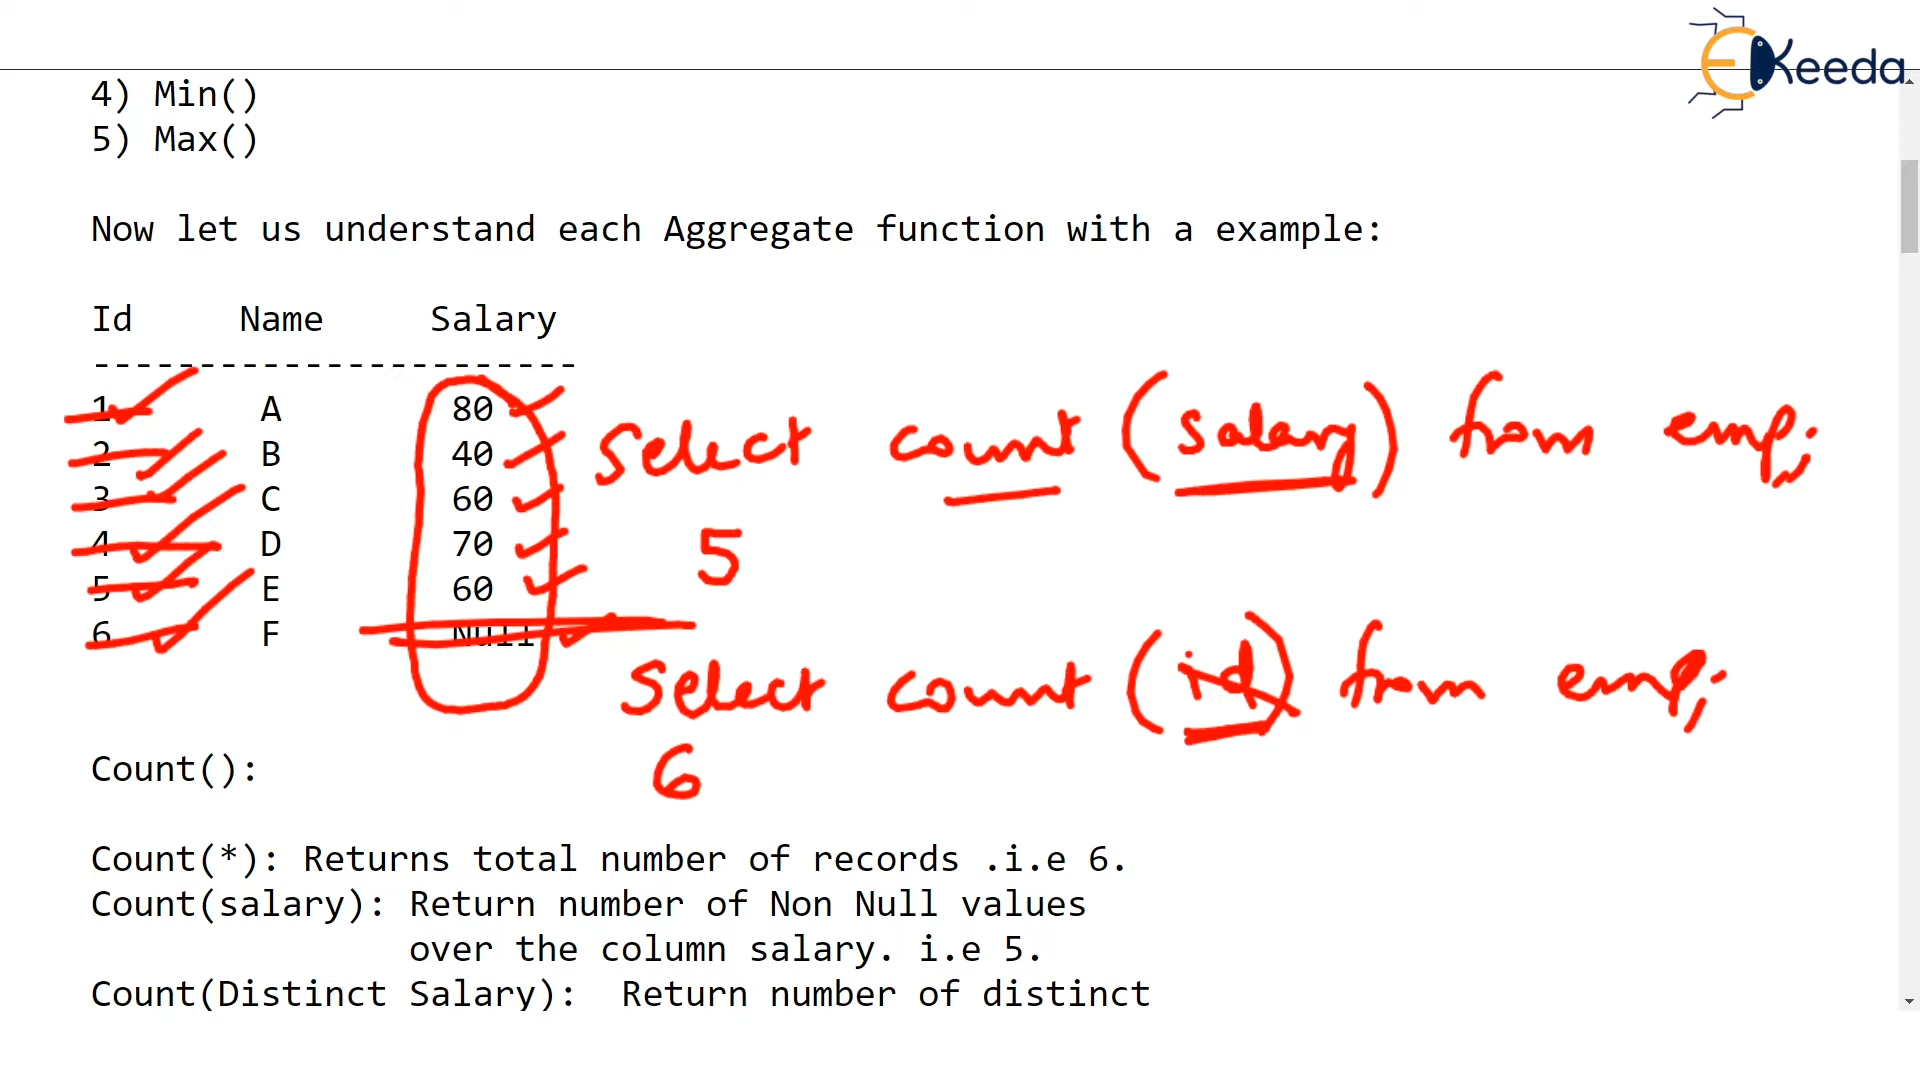 EKeeda
4) Min()
5) Max()
Now let us understand each Aggregate function with a example:
Id Name Salary
-----------------------
1 A 80
2 B 40
3 C 60
4 D 70
5 E 60
6 F Null
Select count (salary) from emp;
5
Select count (id) from emp;
6
Count():
Count(*): Returns total number of records .i.e 6.
Count(salary): Return number of Non Null values
over the column salary. i.e 5.
Count(Distinct Salary): Return number of distinct